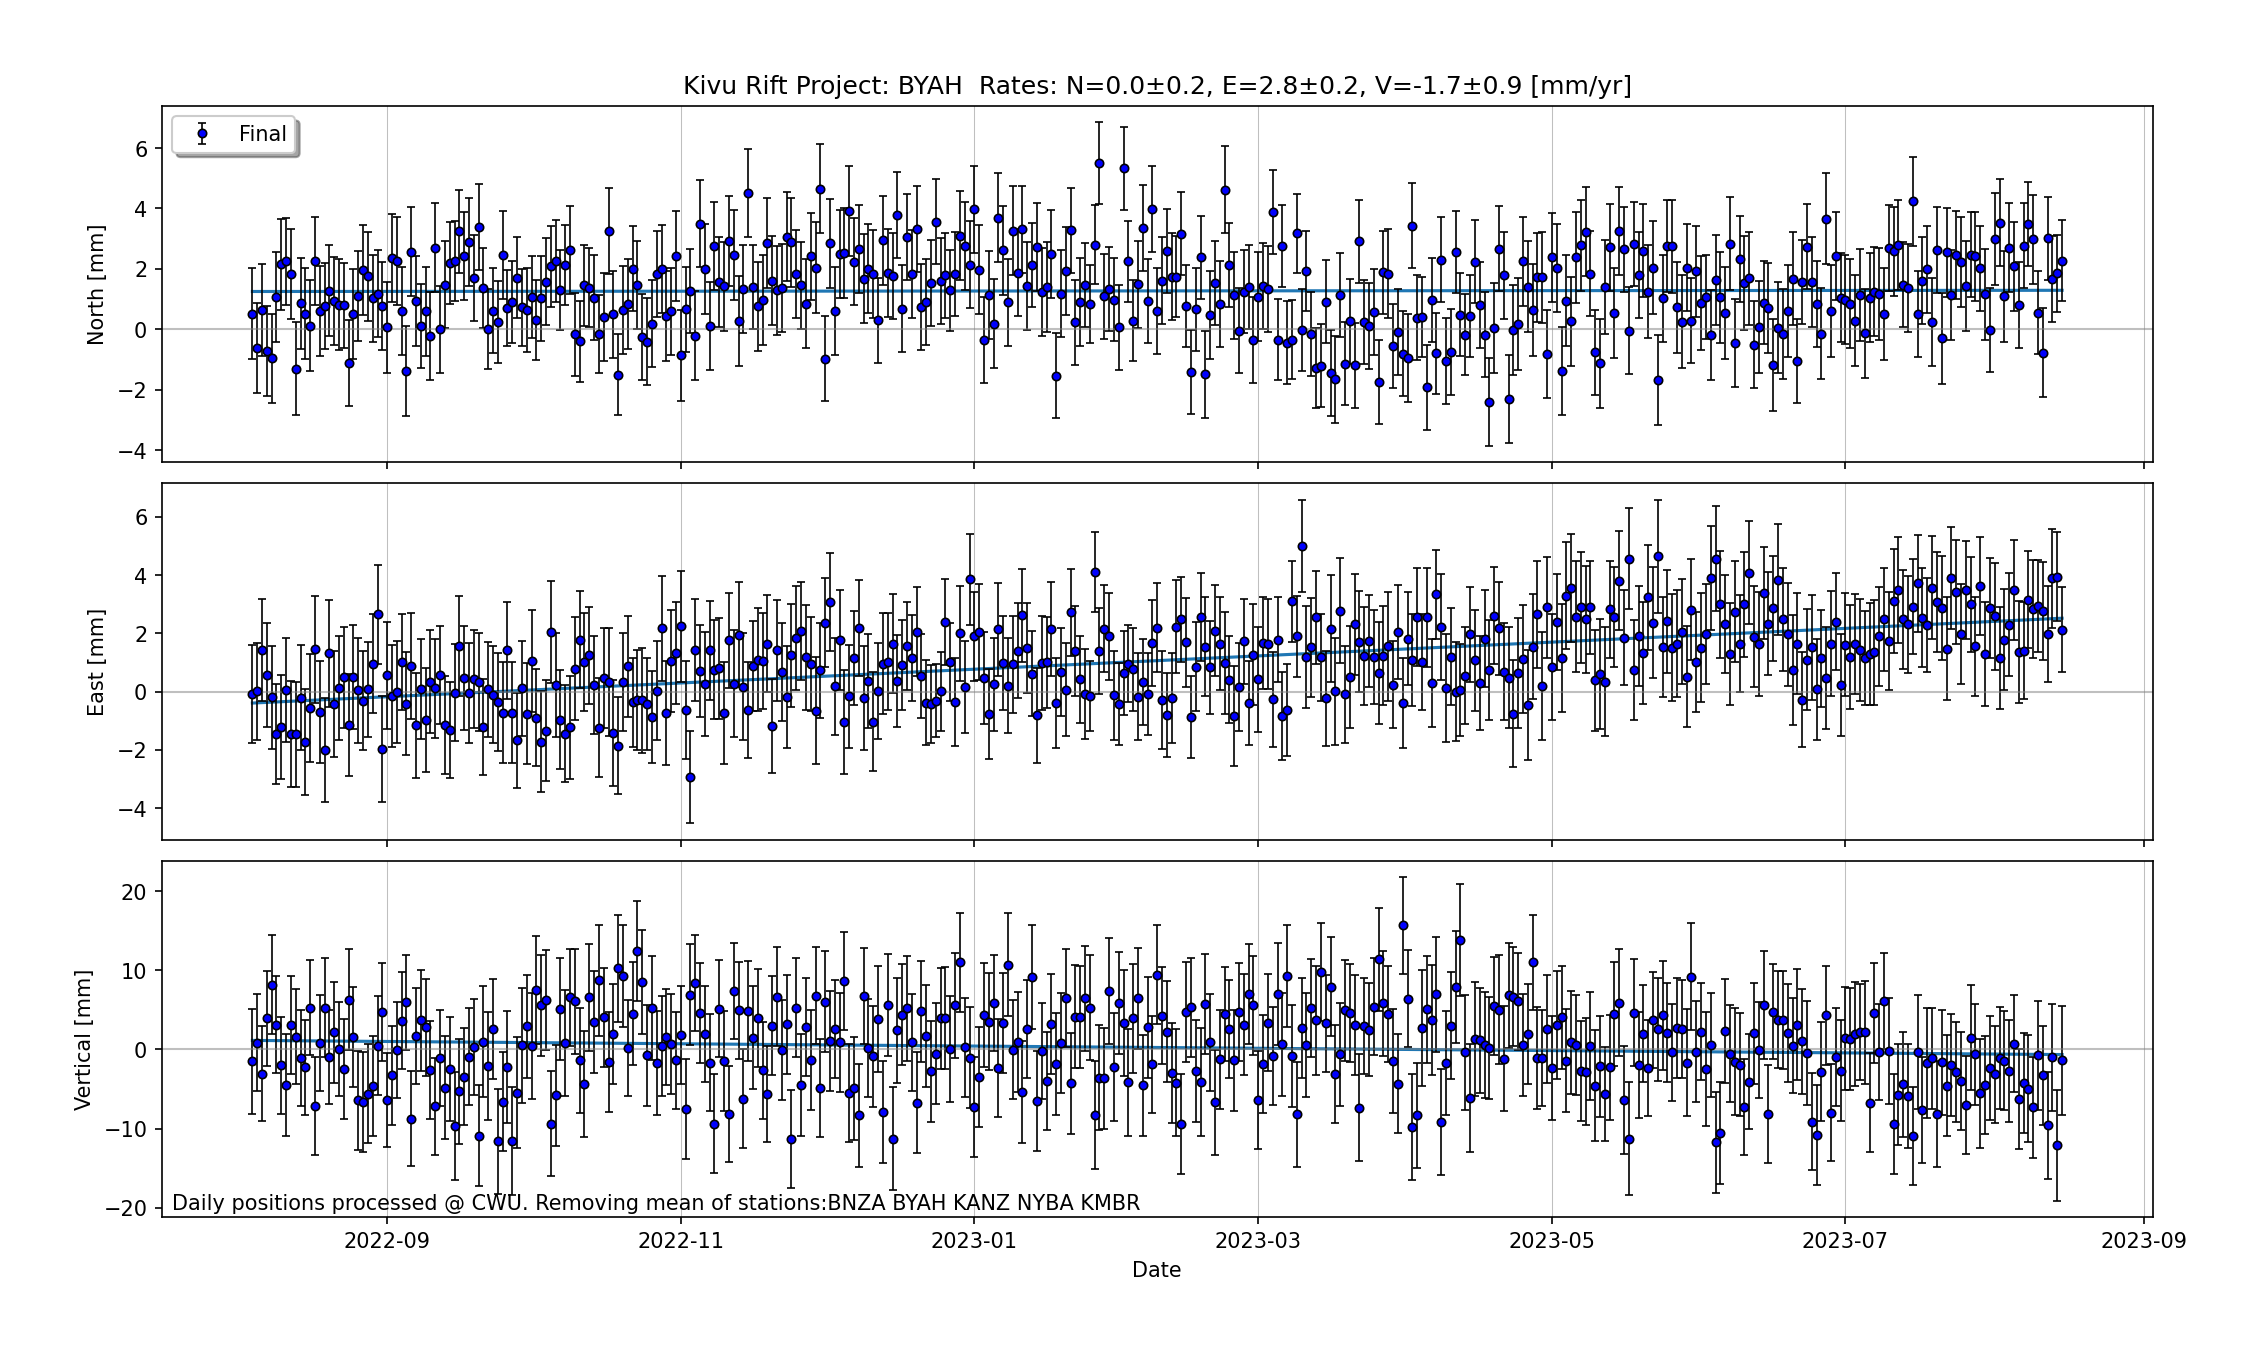 Kivu Rift Project: BYAH  Rates: N=0.0±0.2, E=2.8±0.2, V=-1.7±0.9 [mm/yr]
Final
North [mm]
6
4
2
0
−2
−4
East [mm]
6
4
2
0
−2
−4
Vertical [mm]
20
10
0
−10
−20
Daily positions processed @ CWU. Removing mean of stations:BNZA BYAH KANZ NYBA KMBR
2022-09 2022-11 2023-01 2023-03 2023-05 2023-07 2023-09
Date